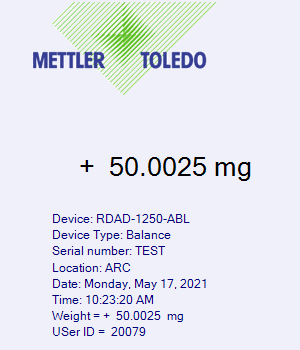 METTLER TOLEDO
+ 50.0025 mg
Device: RDAD-1250-ABL
Device Type: Balance
Serial number: TEST
Location: ARC
Date: Monday, May 17, 2021
Time: 10:23:20 AM
Weight = + 50.0025 mg
USer ID = 20079